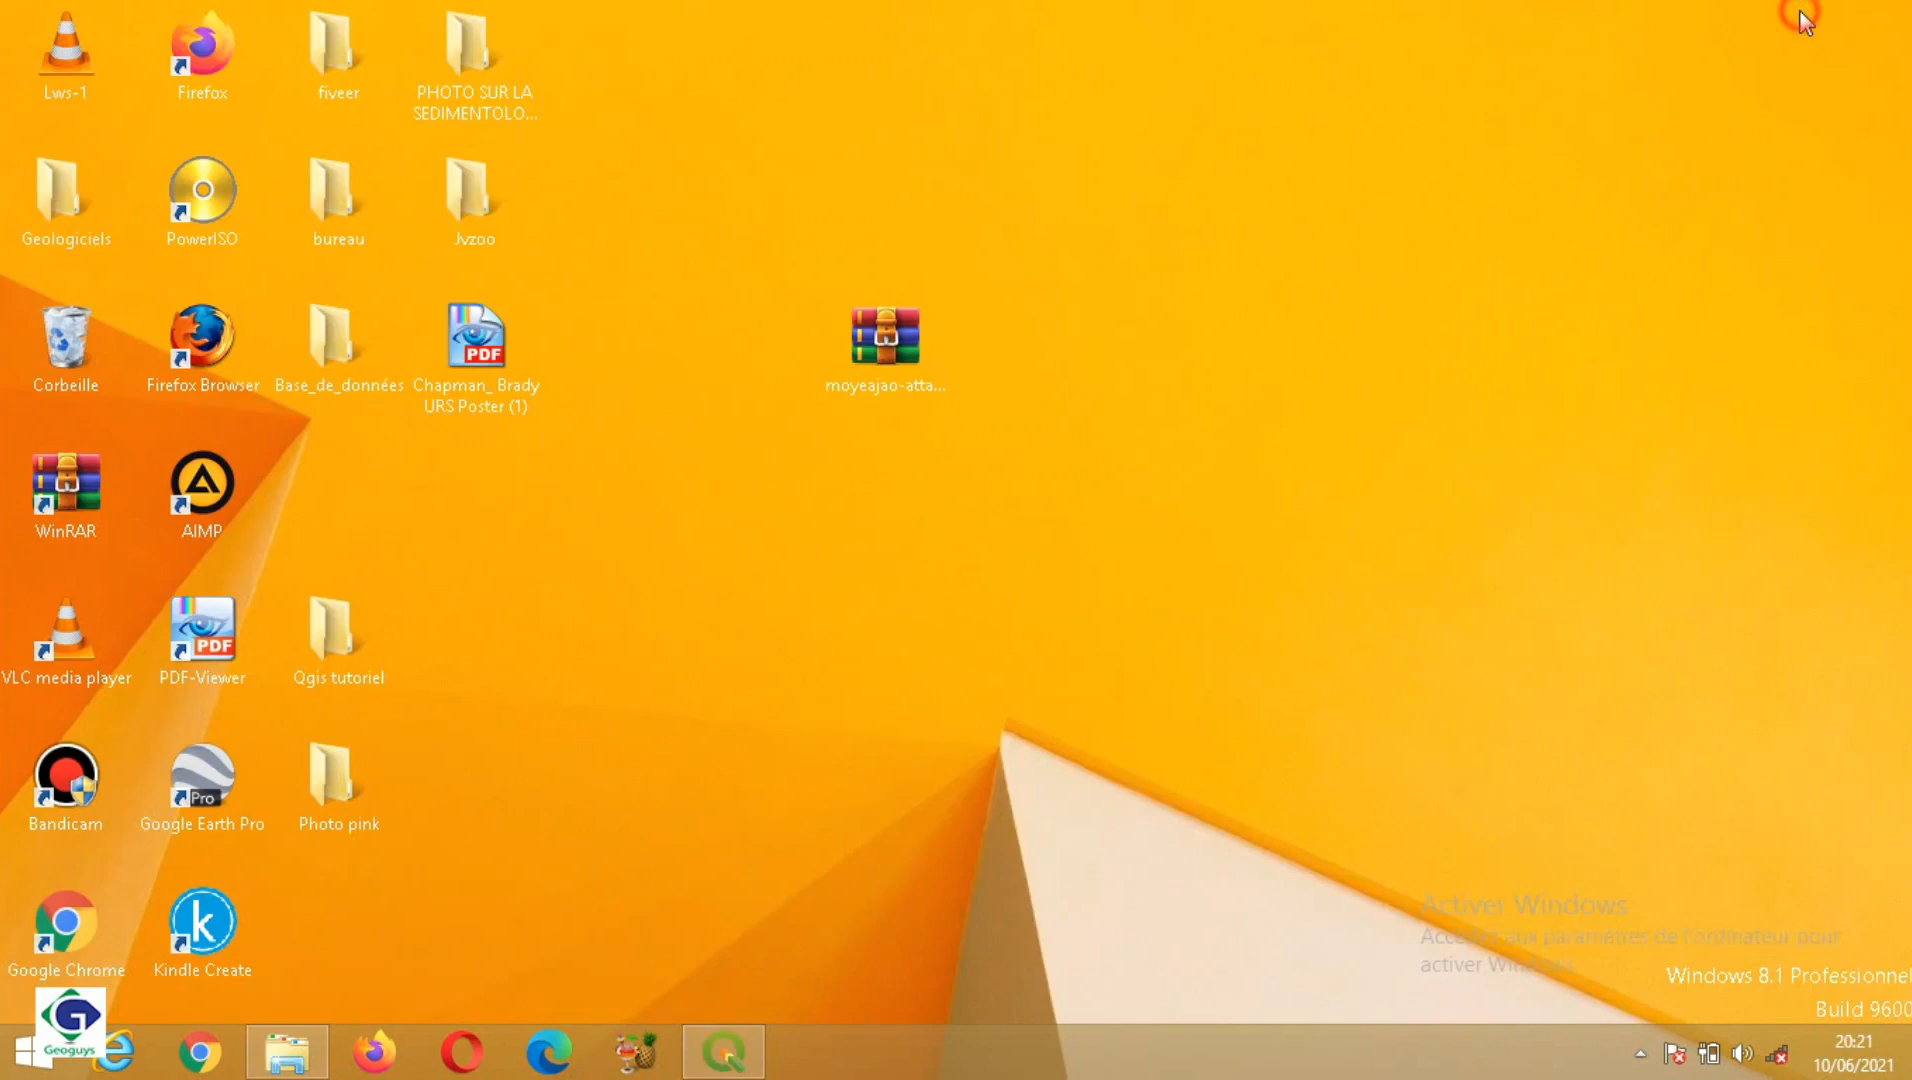 Lws-1
Firefox
fiveer
PHOTO SUR LA
SEDIMENTOLO...
Geologiciels
PowerISO
bureau
Jvzoo
Corbeille
Firefox Browser
Base_de_données
PDF
Chapman_ Brady
URS Poster (1)
moyeajao-atta...
WinRAR
AIMP
VLC media player
PDF
PDF-Viewer
Qgis tutoriel
Bandicam
Pro
Google Earth Pro
Photo pink
Google Chrome
k
Kindle Create
Activer Windows
Accédez aux paramètres de l'ordinateur pour
activer Windows.
Windows 8.1 Professionnel
Build 9600
G
Geoguys
20:21
10/06/2021